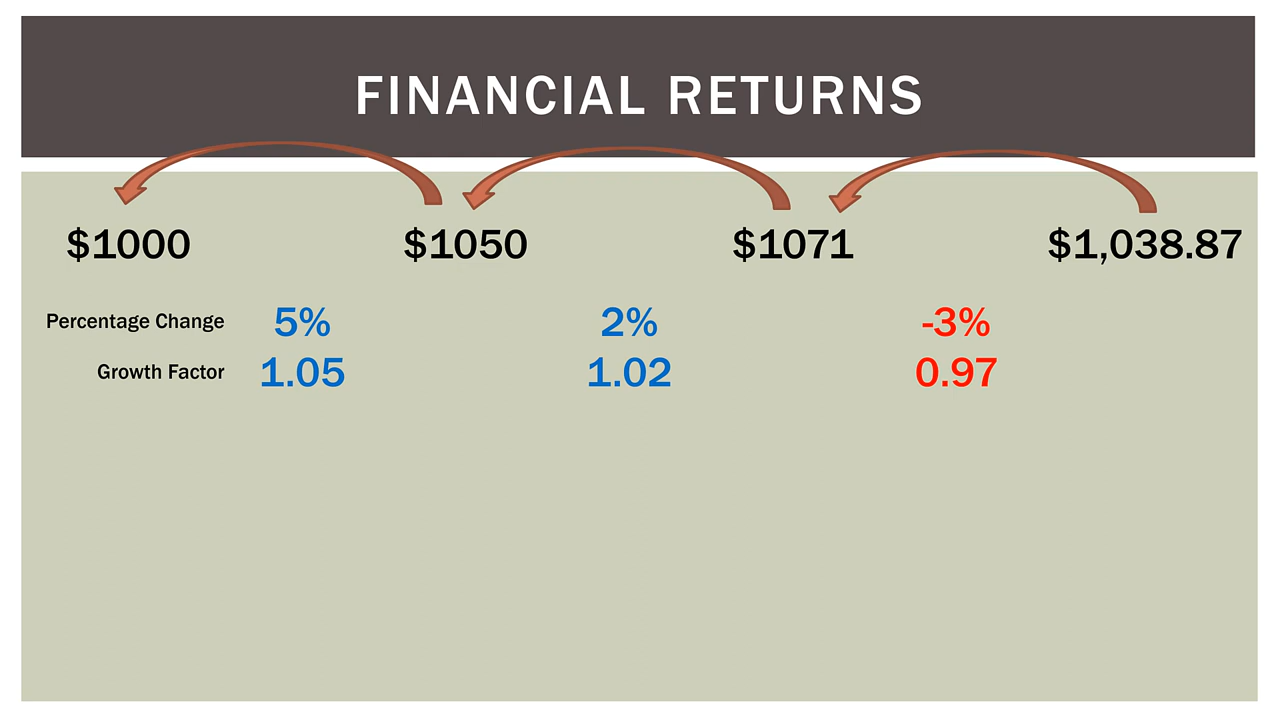 FINANCIAL RETURNS
$1000 $1050 $1071 $1,038.87
Percentage Change 5% 2% -3%
Growth Factor 1.05 1.02 0.97